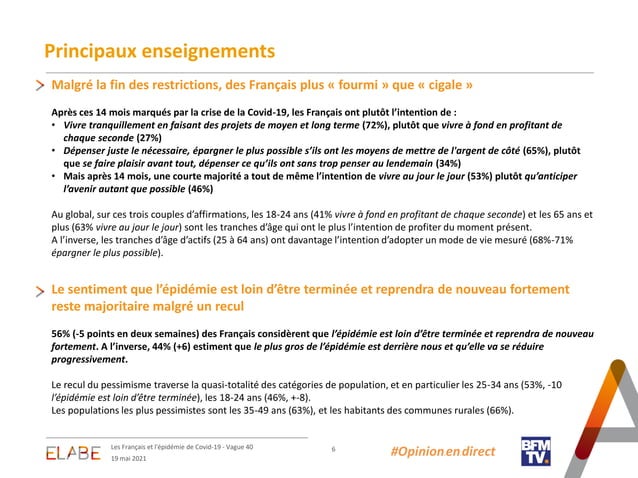 Principaux enseignements
Malgré la fin des restrictions, des Français plus « fourmi » que « cigale »
Après ces 14 mois marqués par la crise de la Covid-19, les Français ont plutôt l’intention de :
• Vivre tranquillement en faisant des projets de moyen et long terme (72%), plutôt que vivre à fond en profitant de
chaque seconde (27%)
• Dépenser juste le nécessaire, épargner le plus possible s’ils ont les moyens de mettre de l'argent de côté (65%), plutôt
que se faire plaisir avant tout, dépenser ce qu’ils ont sans trop penser au lendemain (34%)
• Mais après 14 mois, une courte majorité a tout de même l’intention de vivre au jour le jour (53%) plutôt qu’anticiper
l’avenir autant que possible (46%)
Au global, sur ces trois couples d’affirmations, les 18-24 ans (41% vivre à fond en profitant de chaque seconde) et les 65 ans et
plus (63% vivre au jour le jour) sont les tranches d’âge qui ont le plus l’intention de profiter du moment présent.
A l’inverse, les tranches d’âge d’actifs (25 à 64 ans) ont davantage l’intention d’adopter un mode de vie mesuré (68%-71%
épargner le plus possible).
Le sentiment que l’épidémie est loin d’être terminée et reprendra de nouveau fortement
reste majoritaire malgré un recul
56% (-5 points en deux semaines) des Français considèrent que l’épidémie est loin d’être terminée et reprendra de nouveau
fortement. A l’inverse, 44% (+6) estiment que le plus gros de l’épidémie est derrière nous et qu’elle va se réduire
progressivement.
Le recul du pessimisme traverse la quasi-totalité des catégories de population, et en particulier les 25-34 ans (53%, -10
l’épidémie est loin d’être terminée), les 18-24 ans (46%, +-8).
Les populations les plus pessimistes sont les 35-49 ans (63%), et les habitants des communes rurales (66%).
ELABE
Les Français et l'épidémie de Covid-19 - Vague 40
19 mai 2021
6
#Opinion en direct
BFM
TV.